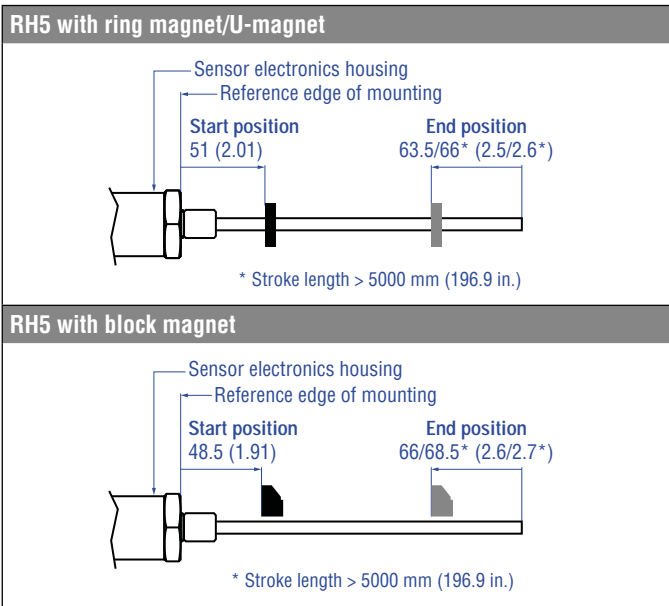 RH5 with ring magnet/U-magnet
Sensor electronics housing
Reference edge of mounting
Start position
51 (2.01)
End position
63.5/66* (2.5/2.6*)
* Stroke length > 5000 mm (196.9 in.)
RH5 with block magnet
Sensor electronics housing
Reference edge of mounting
Start position
48.5 (1.91)
End position
66/68.5* (2.6/2.7*)
* Stroke length > 5000 mm (196.9 in.)